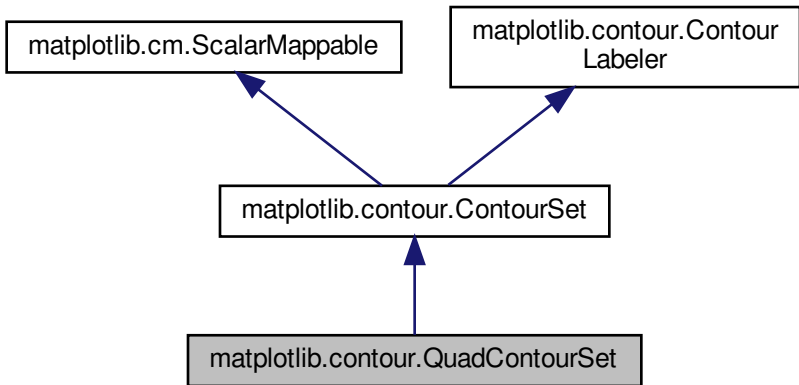 matplotlib.cm.ScalarMappable
matplotlib.contour.Contour
Labeler
matplotlib.contour.ContourSet
matplotlib.contour.QuadContourSet